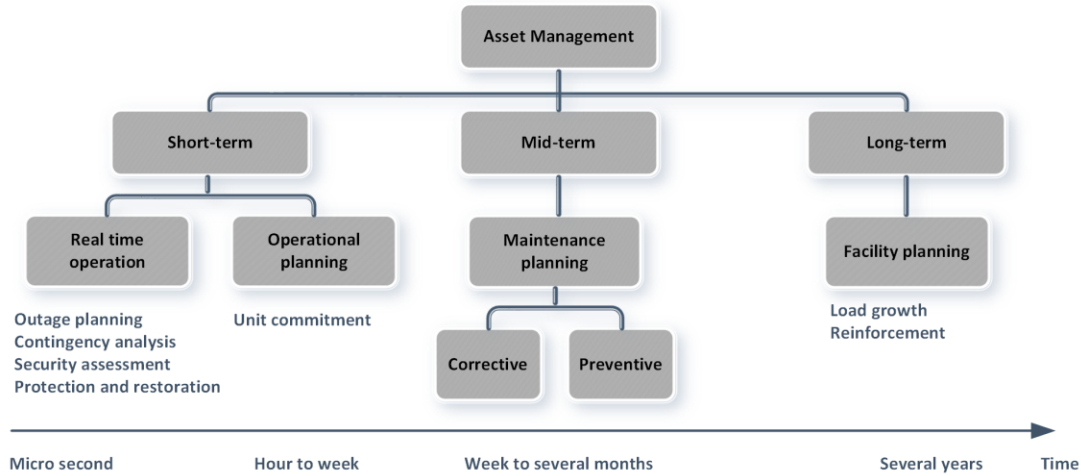 Asset Management
Short-term
Mid-term
Long-term
Real time
operation
Operational
planning
Maintenance
planning
Facility planning
Outage planning
Contingency analysis
Security assessment
Protection and restoration
Unit commitment
Corrective
Preventive
Load growth
Reinforcement
Micro second
Hour to week
Week to several months
Several years
Time